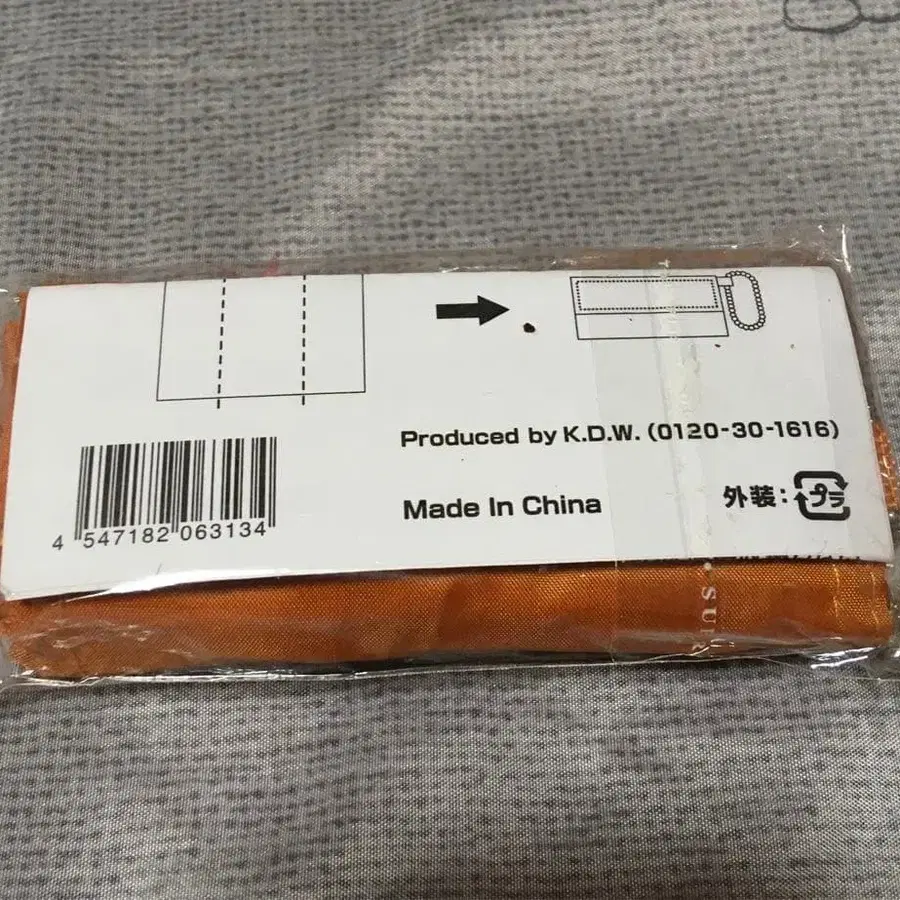 Produced by K.D.W. (0120-30-1616)
4 547182 063134
Made In China
外装:
プラ